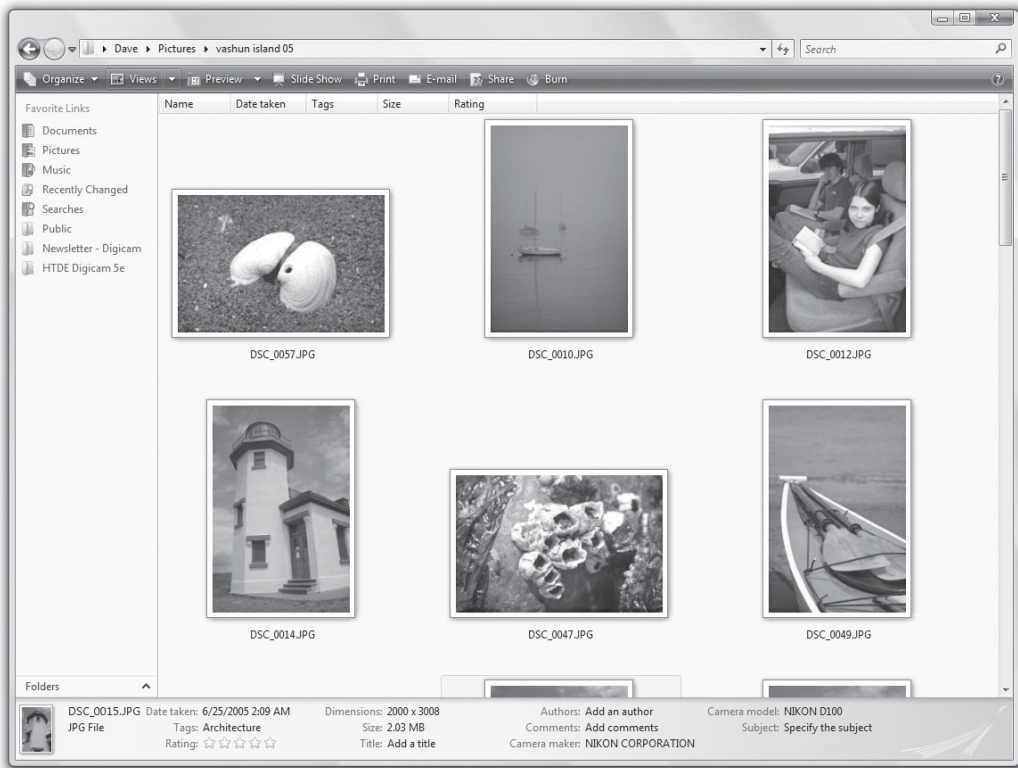 Dave Pictures vashun island 05
Search
Organize Views Preview Slide Show Print E-mail Share Burn ?
Favorite Links
Documents
Pictures
Music
Recently Changed
Searches
Public
Newsletter - Digicam
HTDE Digicam 5e
Folders
Name Date taken Tags Size Rating
DSC_0057.JPG DSC_0010.JPG DSC_0012.JPG
DSC_0014.JPG DSC_0047.JPG DSC_0049.JPG
DSC_0015.JPG Date taken: 6/25/2005 2:09 AM Dimensions: 2000 x 3008 Authors: Add an author Camera model: NIKON D100
JPG File Tags: Architecture Size: 2.03 MB Comments: Add comments Subject: Specify the subject
Rating: Title: Add a title Camera maker: NIKON CORPORATION